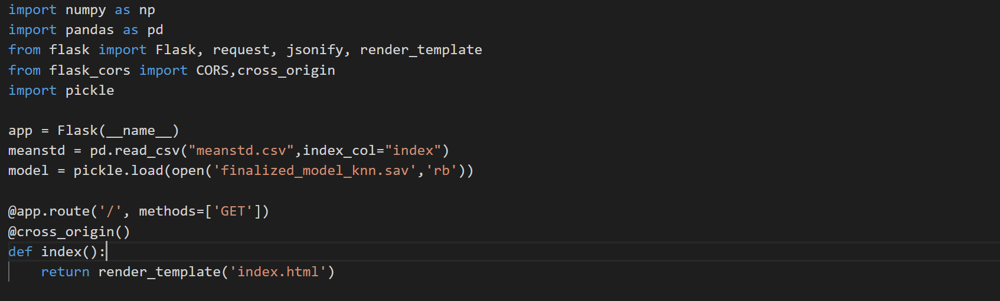 import numpy as np
import pandas as pd
from flask import Flask, request, jsonify, render_template
from flask_cors import CORS,cross_origin
import pickle

app = Flask(__name__)
meanstd = pd.read_csv("meanstd.csv",index_col="index")
model = pickle.load(open('finalized_model_knn.sav','rb'))

@app.route('/', methods=['GET'])
@cross_origin()
def index():
    return render_template('index.html')